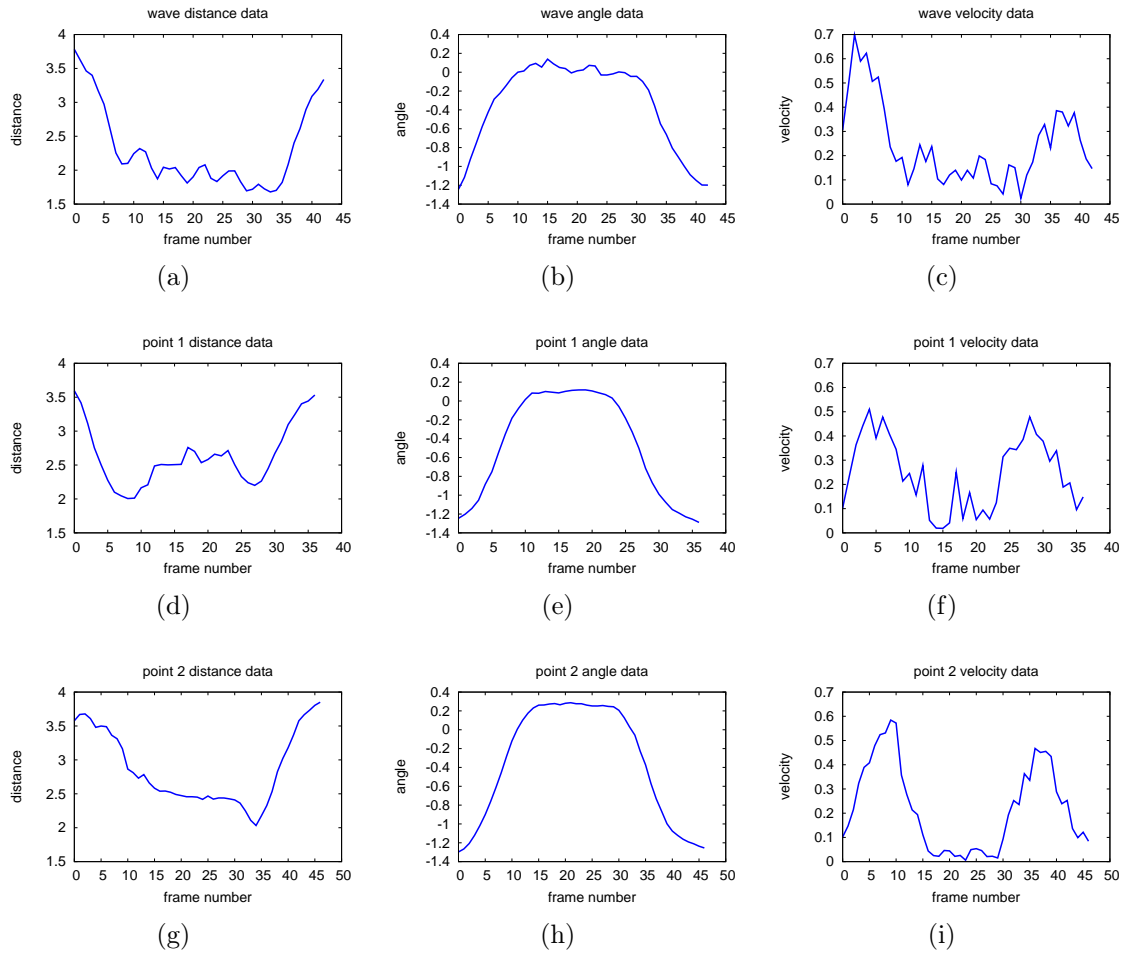 wave distance data
distance
4
3.5
3
2.5
2
1.5
0 5 10 15 20 25 30 35 40 45
frame number
(a)
wave angle data
angle
0.4
0.2
0
-0.2
-0.4
-0.6
-0.8
-1
-1.2
-1.4
0 5 10 15 20 25 30 35 40 45
frame number
(b)
wave velocity data
velocity
0.7
0.6
0.5
0.4
0.3
0.2
0.1
0
0 5 10 15 20 25 30 35 40 45
frame number
(c)
point 1 distance data
distance
4
3.5
3
2.5
2
1.5
0 5 10 15 20 25 30 35 40
frame number
(d)
point 1 angle data
angle
0.4
0.2
0
-0.2
-0.4
-0.6
-0.8
-1
-1.2
-1.4
0 5 10 15 20 25 30 35 40
frame number
(e)
point 1 velocity data
velocity
0.7
0.6
0.5
0.4
0.3
0.2
0.1
0
0 5 10 15 20 25 30 35 40
frame number
(f)
point 2 distance data
distance
4
3.5
3
2.5
2
1.5
0 5 10 15 20 25 30 35 40 45 50
frame number
(g)
point 2 angle data
angle
0.4
0.2
0
-0.2
-0.4
-0.6
-0.8
-1
-1.2
-1.4
0 5 10 15 20 25 30 35 40 45 50
frame number
(h)
point 2 velocity data
velocity
0.7
0.6
0.5
0.4
0.3
0.2
0.1
0
0 5 10 15 20 25 30 35 40 45 50
frame number
(i)